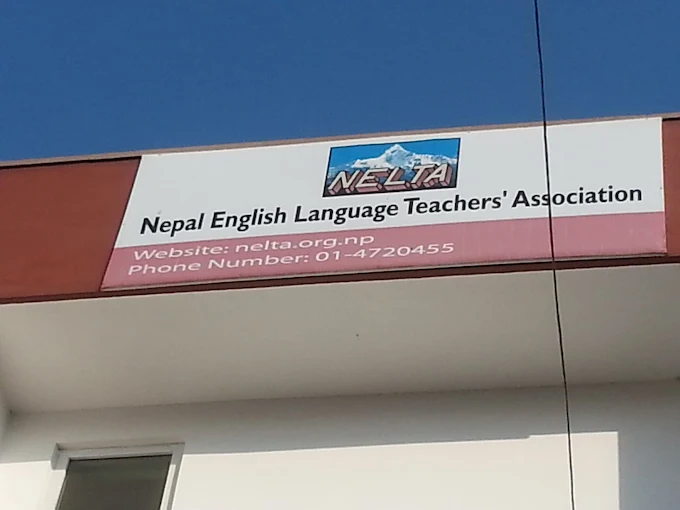 NELTA
Nepal English Language Teachers' Association
Website: nelta.org.np
Phone Number: 01-4720455